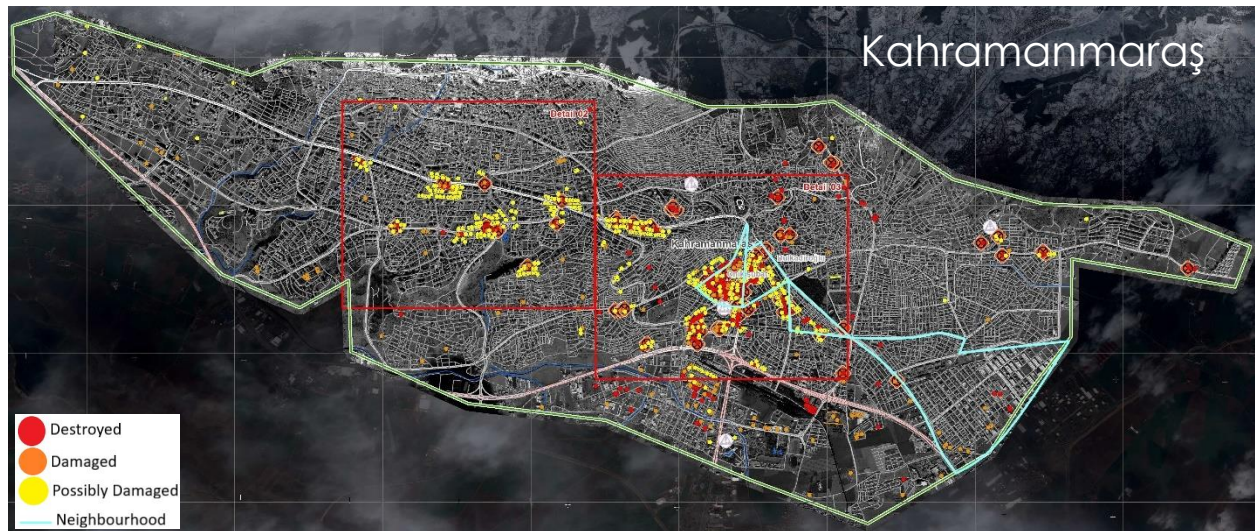 Kahramanmaraş
Detail 02
Detail 03
Kahramanmaraş
Destroyed
Damaged
Possibly Damaged
Neighbourhood